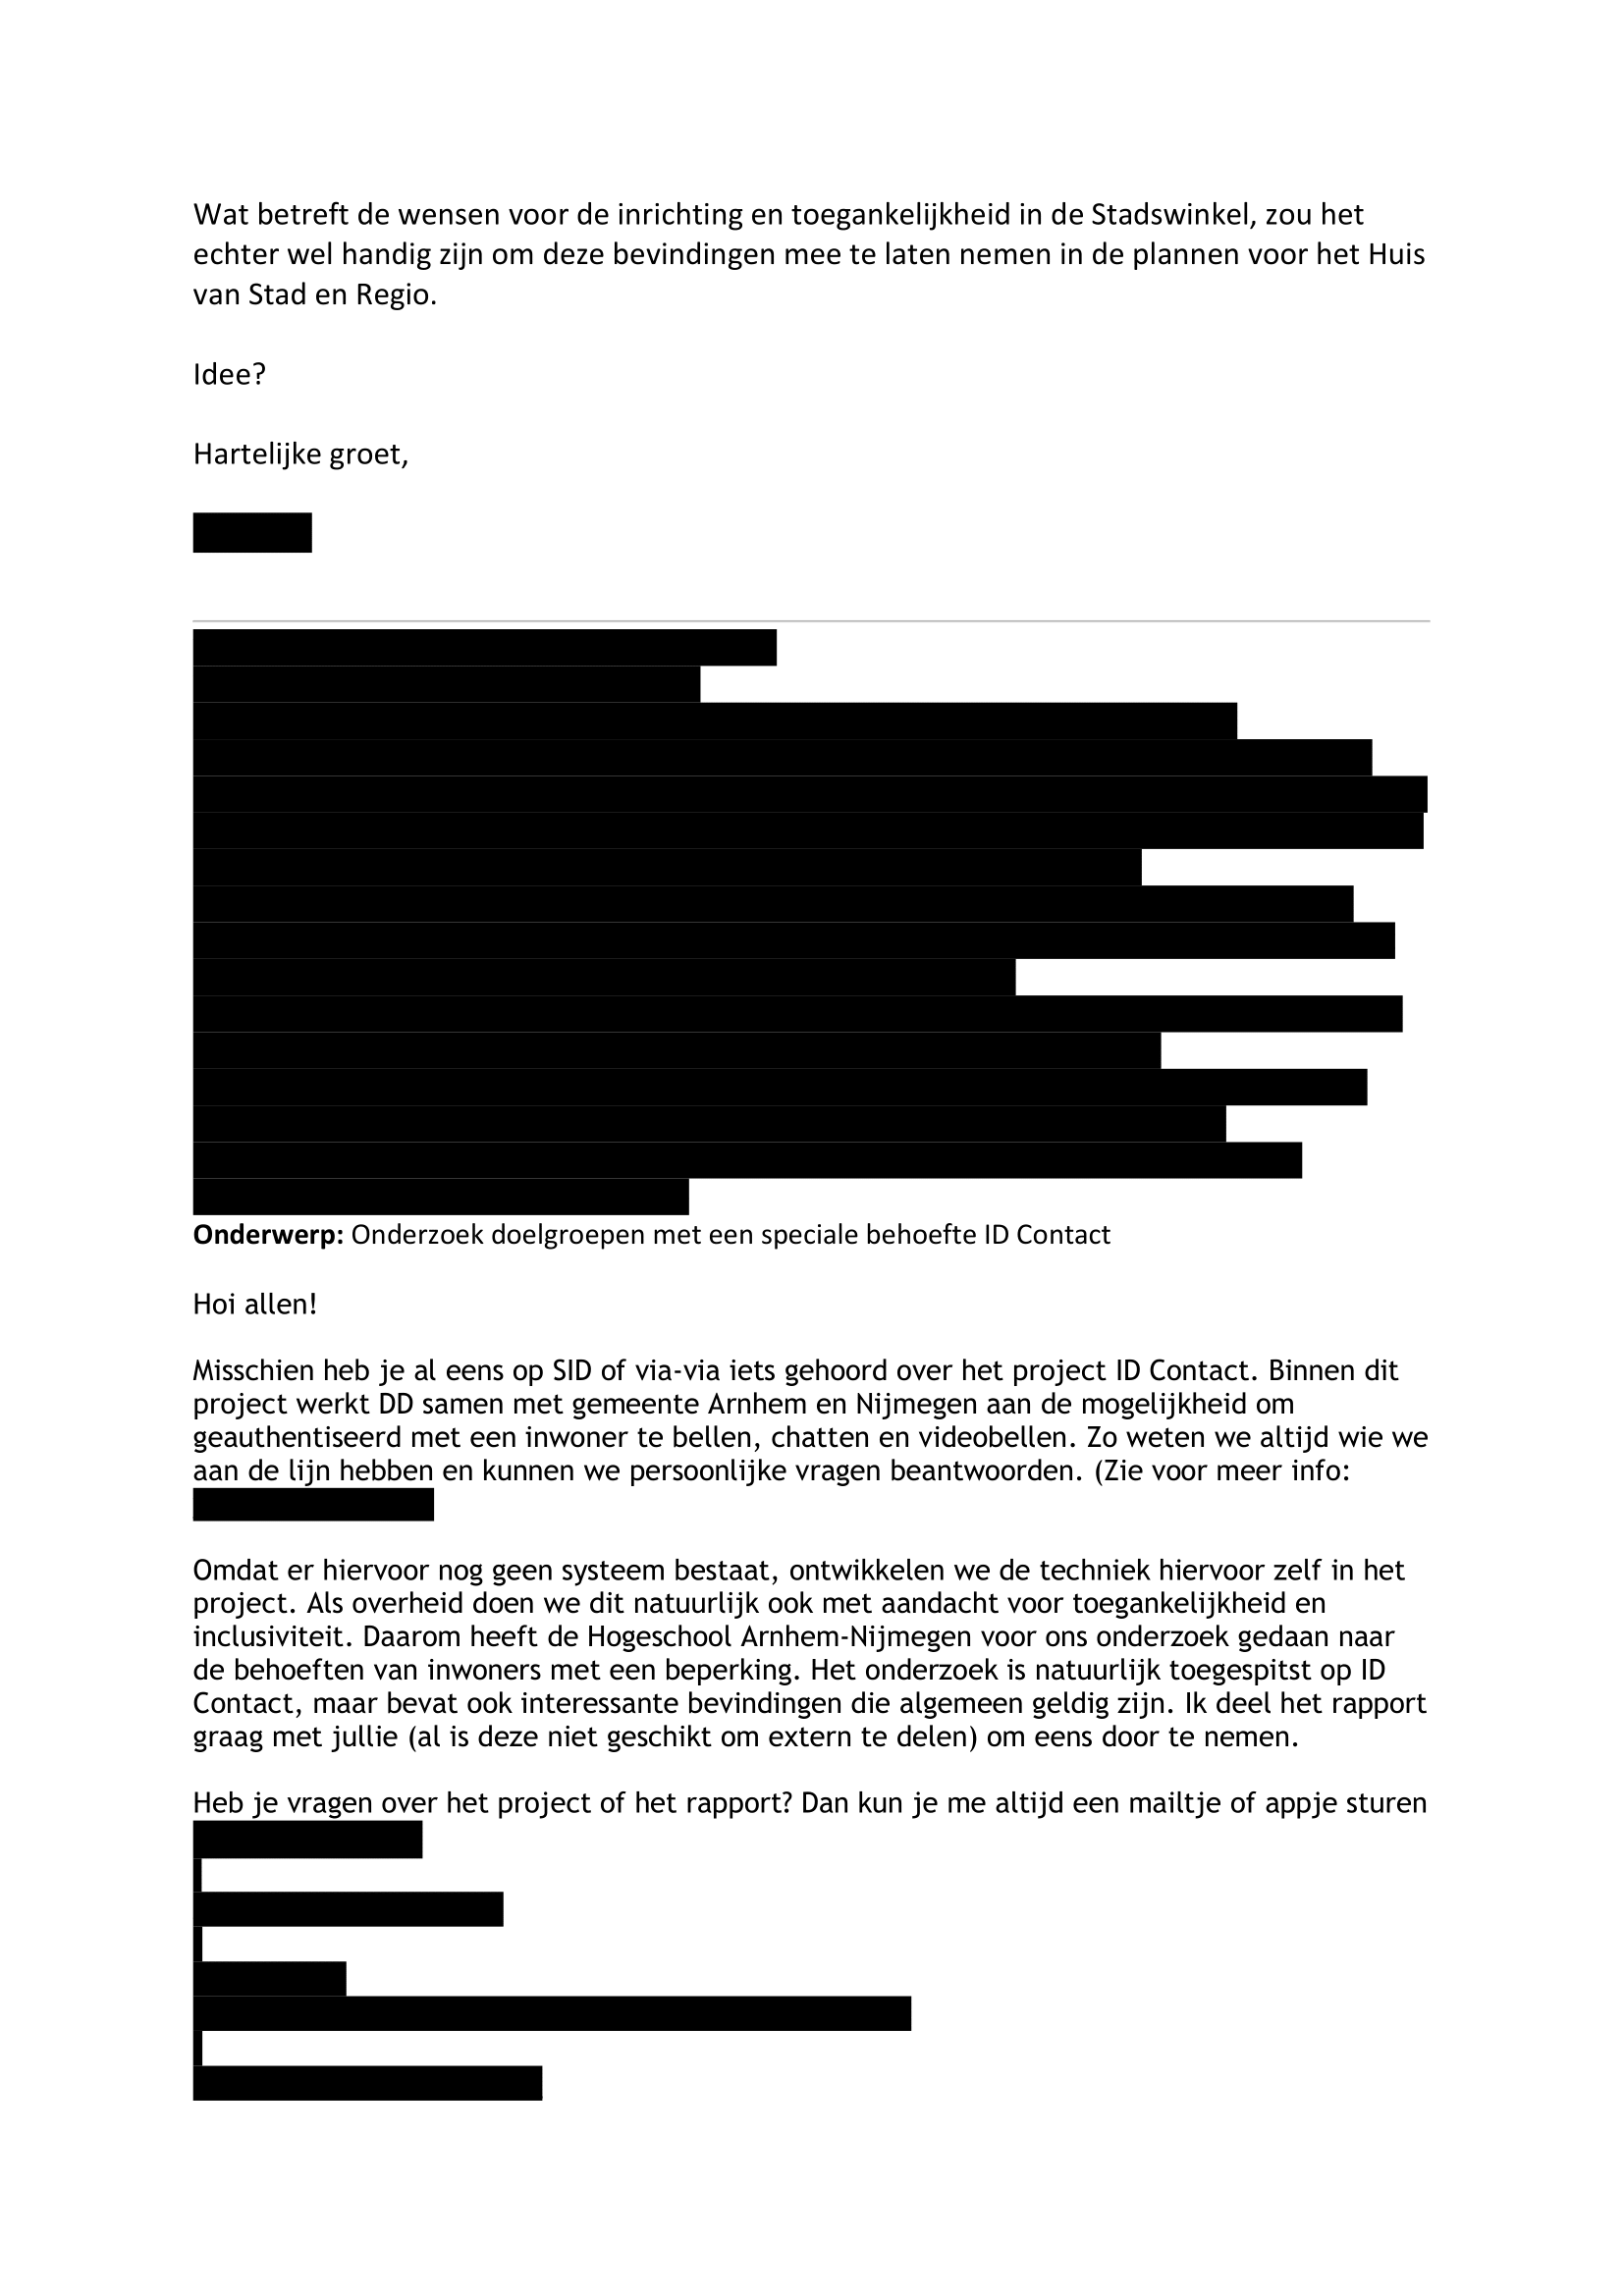 Wat betreft de wensen voor de inrichting en toegankelijkheid in de Stadswinkel, zou het
echter wel handig zijn om deze bevindingen mee te laten nemen in de plannen voor het Huis
van Stad en Regio.
Idee?
Hartelijke groet,
Onderwerp: Onderzoek doelgroepen met een speciale behoefte ID Contact
Hoi allen!
Misschien heb je al eens op SID of via-via iets gehoord over het project ID Contact. Binnen dit
project werkt DD samen met gemeente Arnhem en Nijmegen aan de mogelijkheid om
geauthentiseerd met een inwoner te bellen, chatten en videobellen. Zo weten we altijd wie we
aan de lijn hebben en kunnen we persoonlijke vragen beantwoorden. (Zie voor meer info:
Omdat er hiervoor nog geen systeem bestaat, ontwikkelen we de techniek hiervoor zelf in het
project. Als overheid doen we dit natuurlijk ook met aandacht voor toegankelijkheid en
inclusiviteit. Daarom heeft de Hogeschool Arnhem-Nijmegen voor ons onderzoek gedaan naar
de behoeften van inwoners met een beperking. Het onderzoek is natuurlijk toegespitst op ID
Contact, maar bevat ook interessante bevindingen die algemeen geldig zijn. Ik deel het rapport
graag met jullie (al is deze niet geschikt om extern te delen) om eens door te nemen.
Heb je vragen over het project of het rapport? Dan kun je me altijd een mailtje of appje sturen